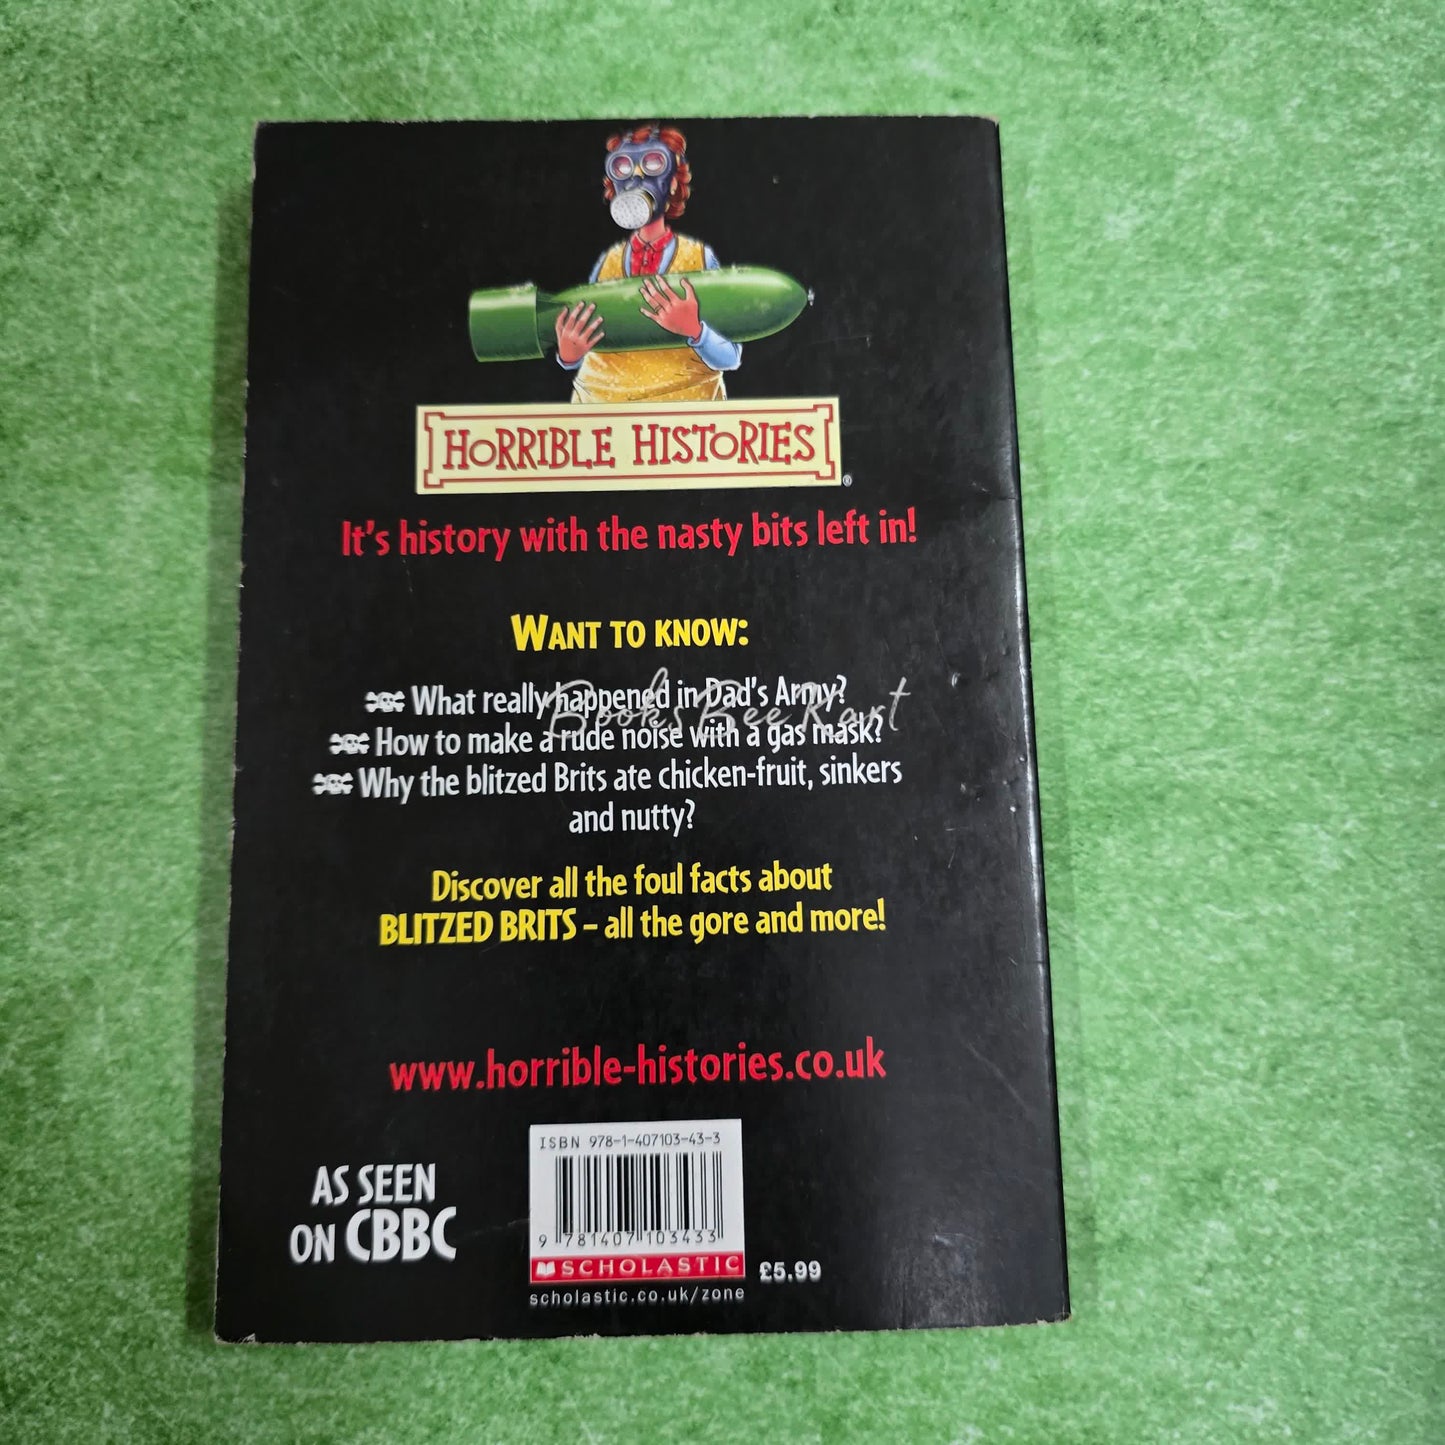 HORRIBLE HISTORIES®
It's history with the nasty bits left in!
WANT TO KNOW:
What really happened in Dad's Army?
BooksBeeKart
How to make a rude noise with a gas mask?
Why the blitzed Brits ate chicken-fruit, sinkers
and nutty?
Discover all the foul facts about
BLITZED BRITS – all the gore and more!
www.horrible-histories.co.uk
AS SEEN
ON CBBC
ISBN 978-1-407103-43-3
9 781407 103433
SCHOLASTIC
£5.99
scholastic.co.uk/zone